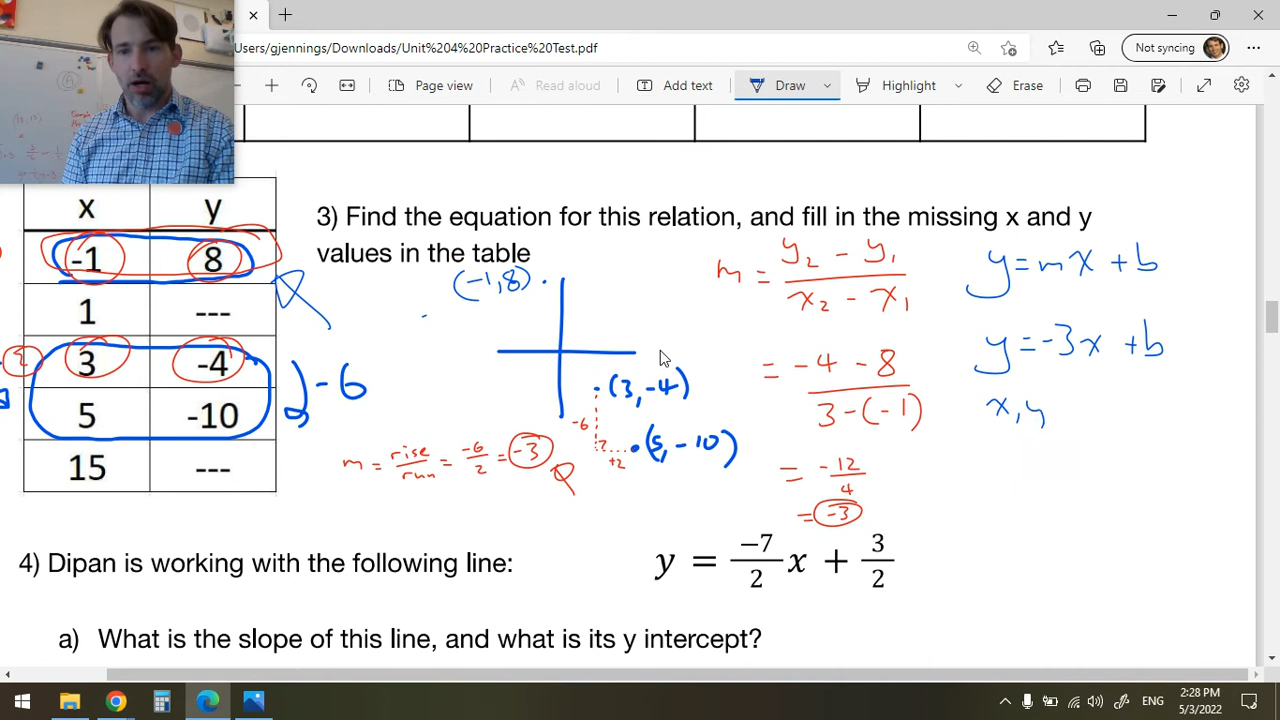 Users/gjennings/Downloads/Unit%204%20Practice%20Test.pdf
Not syncing
Page view
Read aloud
Add text
Draw
Highlight
Erase
x y
-1 8
1 ---
3 -4
5 -10
15 ---
2
-6
3) Find the equation for this relation, and fill in the missing x and y
values in the table
(-1,8)
(3,-4)
(5,-10)
-6
+2
m = rise/run = -6/2 = -3
m = y₂ - y₁ / x₂ - x₁
= -4 - 8 / 3-(-1)
= -12/4
= -3
y=mx+b
y=-3x+b
x,y
4) Dipan is working with the following line:
y = -7/2 x + 3/2
a) What is the slope of this line, and what is its y intercept?
ENG
2:28 PM
5/3/2022